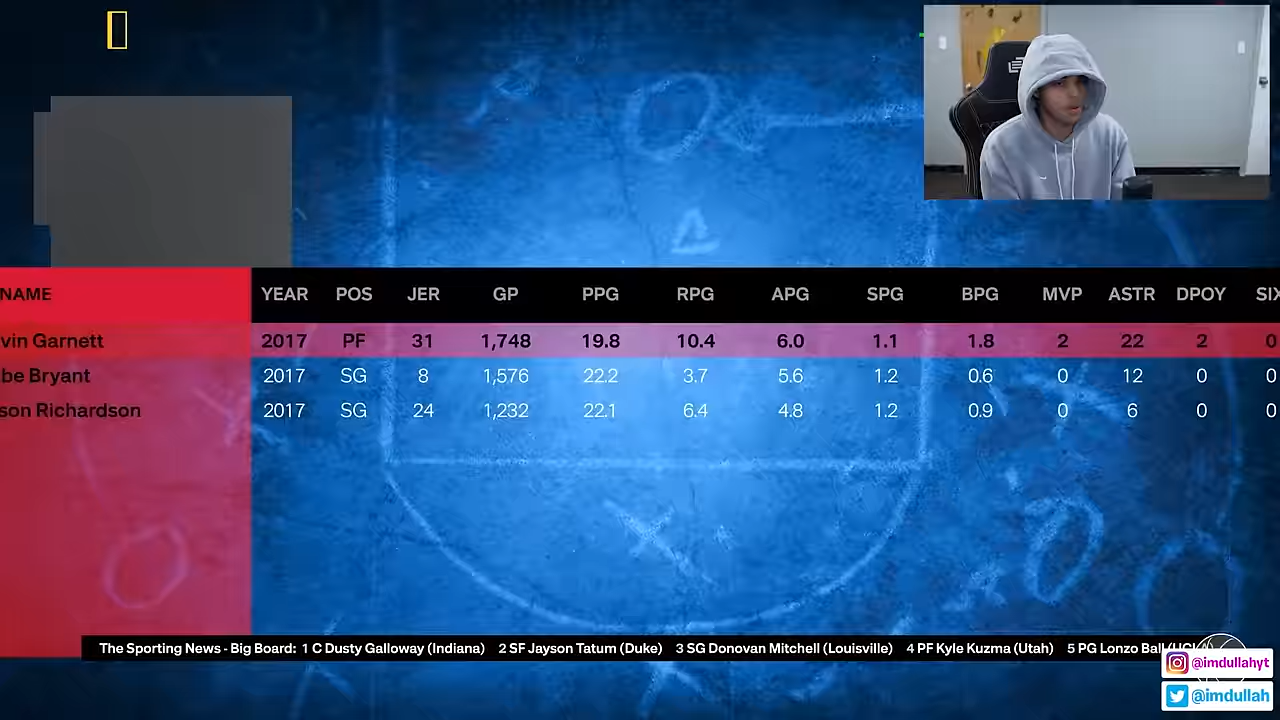 NAME YEAR POS JER GP PPG RPG APG SPG BPG MVP ASTR DPOY SIX
vin Garnett 2017 PF 31 1,748 19.8 10.4 6.0 1.1 1.8 2 22 2 0
be Bryant 2017 SG 8 1,576 22.2 3.7 5.6 1.2 0.6 0 12 0 0
son Richardson 2017 SG 24 1,232 22.1 6.4 4.8 1.2 0.9 0 6 0 0
The Sporting News - Big Board: 1 C Dusty Galloway (Indiana) 2 SF Jayson Tatum (Duke) 3 SG Donovan Mitchell (Louisville) 4 PF Kyle Kuzma (Utah) 5 PG Lonzo Ball
@imdullahyt
@imdullah